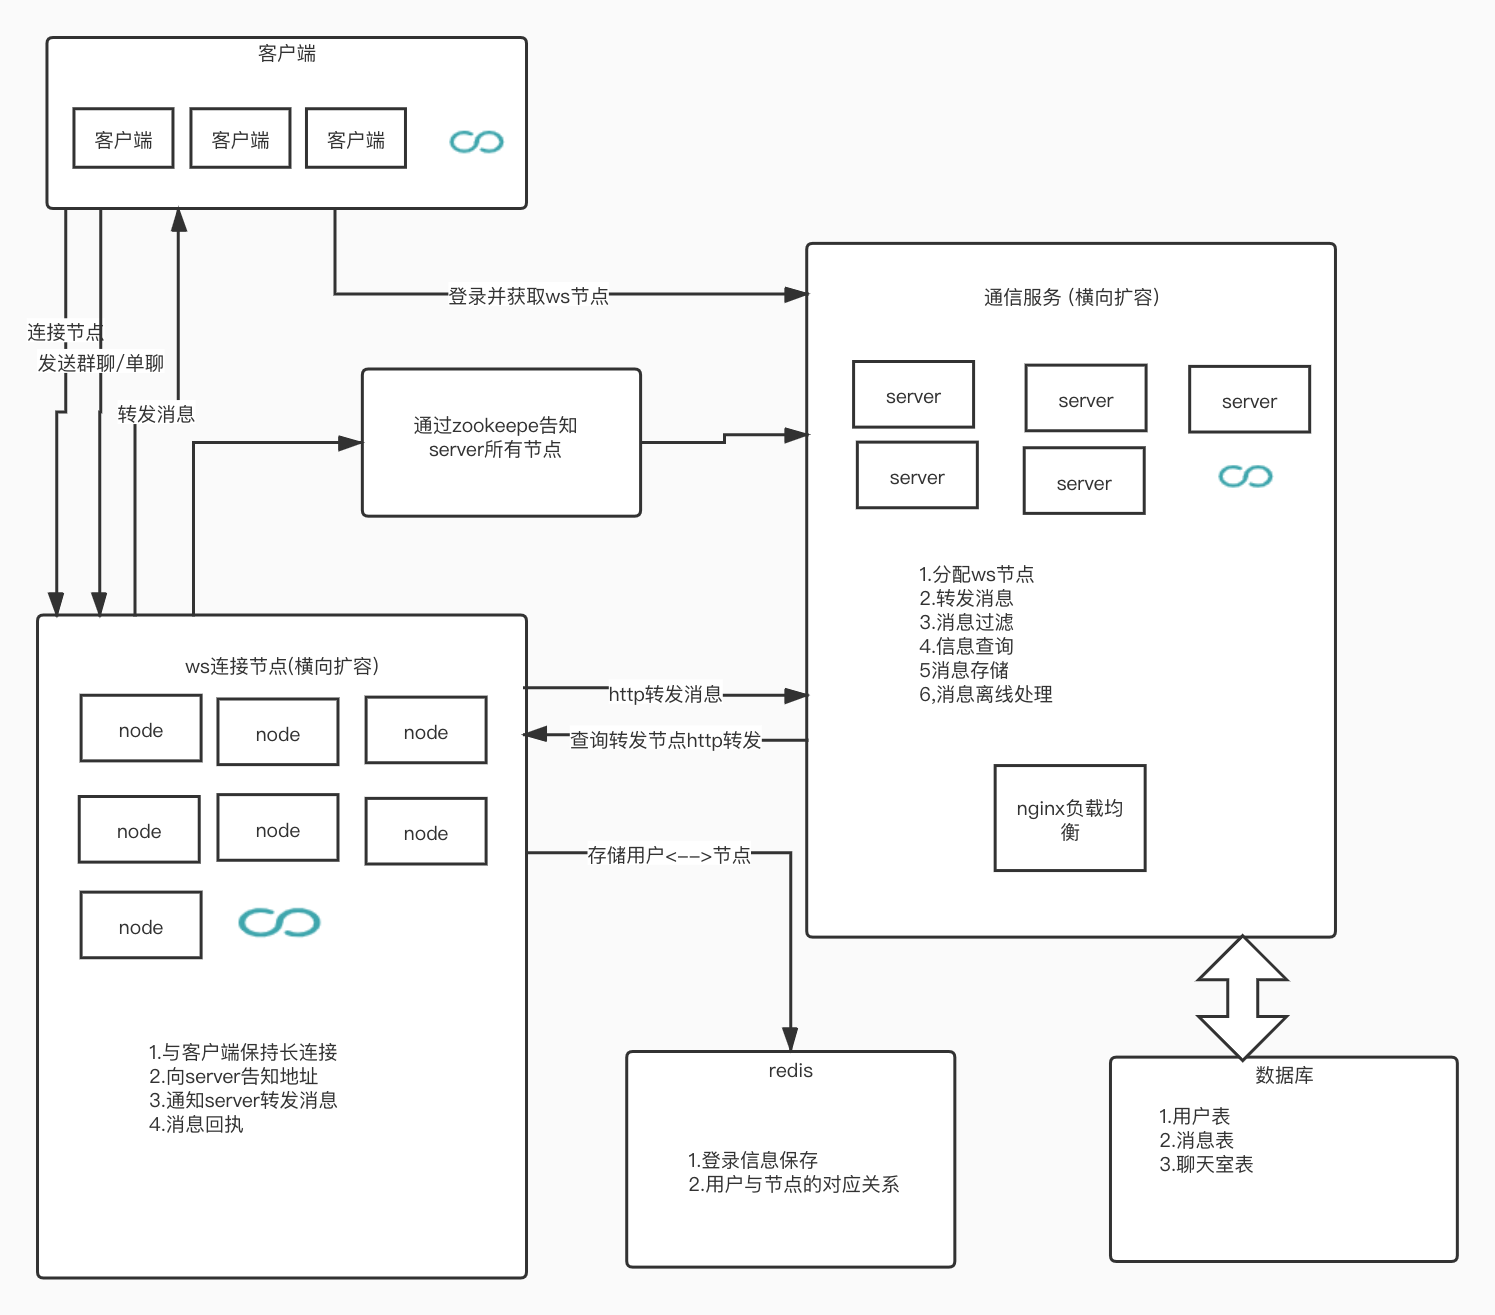 客户端
客户端
客户端
客户端
登录并获取ws节点
连接节点
发送群聊/单聊
转发消息
通过zookeepe告知
server所有节点
通信服务 (横向扩容)
server
server
server
server
server
1.分配ws节点
2.转发消息
3.消息过滤
4.信息查询
5消息存储
6,消息离线处理
nginx负载均
衡
ws连接节点(横向扩容)
node
node
node
node
node
node
node
1.与客户端保持长连接
2.向server告知地址
3.通知server转发消息
4.消息回执
http转发消息
查询转发节点http转发
存储用户<-->节点
redis
1.登录信息保存
2.用户与节点的对应关系
数据库
1.用户表
2.消息表
3.聊天室表